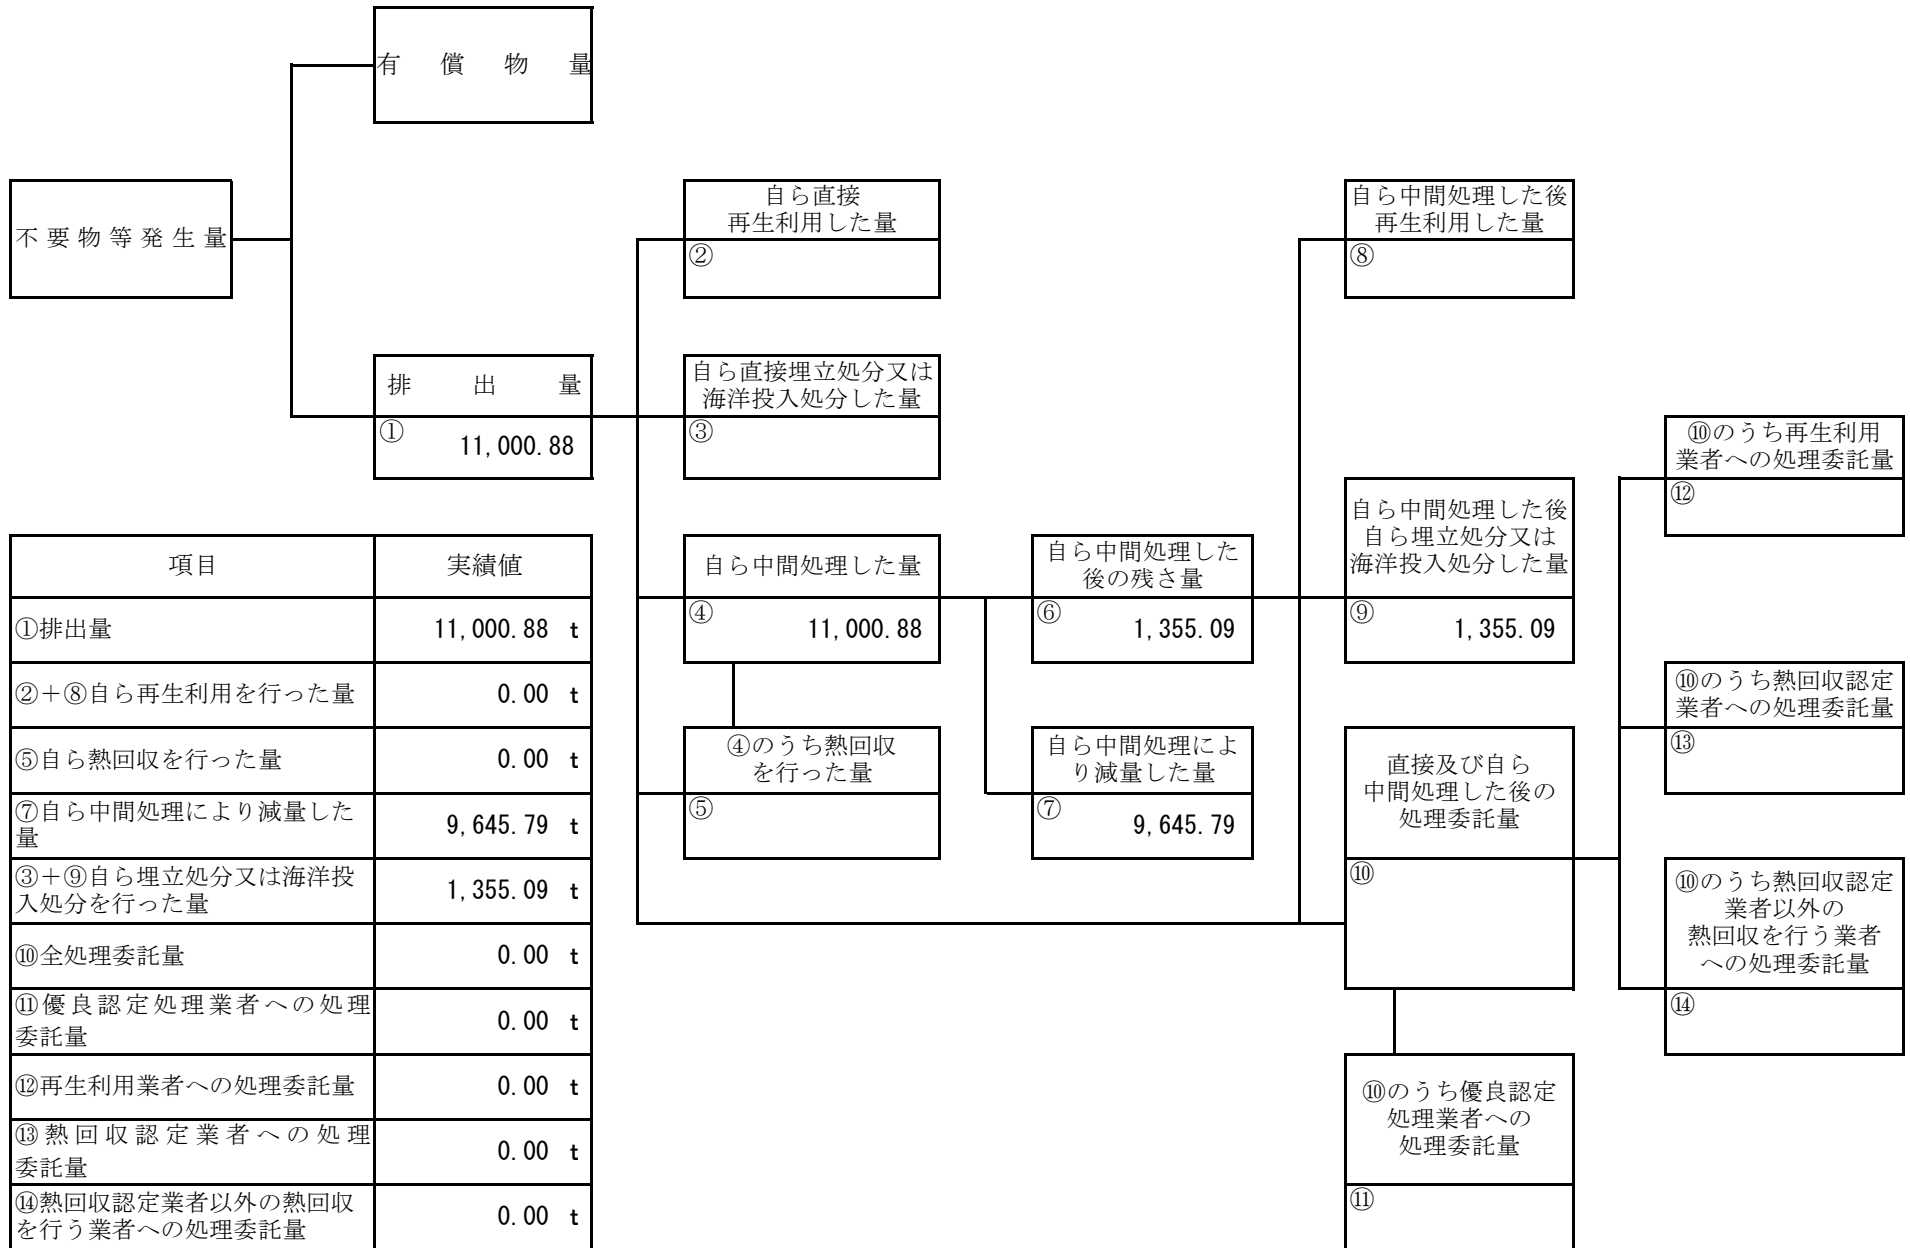 有償物量
不要物等発生量
排出量
①
11,000.88
自ら直接
再生利用した量
②
自ら直接埋立処分又は
海洋投入処分した量
③
自ら中間処理した量
④
11,000.88
④のうち熱回収
を行った量
⑤
自ら中間処理した
後の残さ量
⑥
1,355.09
自ら中間処理によ
り減量した量
⑦
9,645.79
自ら中間処理した後
再生利用した量
⑧
自ら中間処理した後
自ら埋立処分又は
海洋投入処分した量
⑨
1,355.09
直接及び自ら
中間処理した後の
処理委託量
⑩
⑩のうち優良認定
処理業者への
処理委託量
⑪
⑩のうち再生利用
業者への処理委託量
⑫
⑩のうち熱回収認定
業者への処理委託量
⑬
⑩のうち熱回収認定
業者以外の
熱回収を行う業者
への処理委託量
⑭
項目 実績値
①排出量 11,000.88 t
②＋⑧自ら再生利用を行った量 0.00 t
⑤自ら熱回収を行った量 0.00 t
⑦自ら中間処理により減量した
量 9,645.79 t
③＋⑨自ら埋立処分又は海洋投
入処分を行った量 1,355.09 t
⑩全処理委託量 0.00 t
⑪優良認定処理業者への処理
委託量 0.00 t
⑫再生利用業者への処理委託量 0.00 t
⑬熱回収認定業者への処理
委託量 0.00 t
⑭熱回収認定業者以外の熱回収
を行う業者への処理委託量 0.00 t